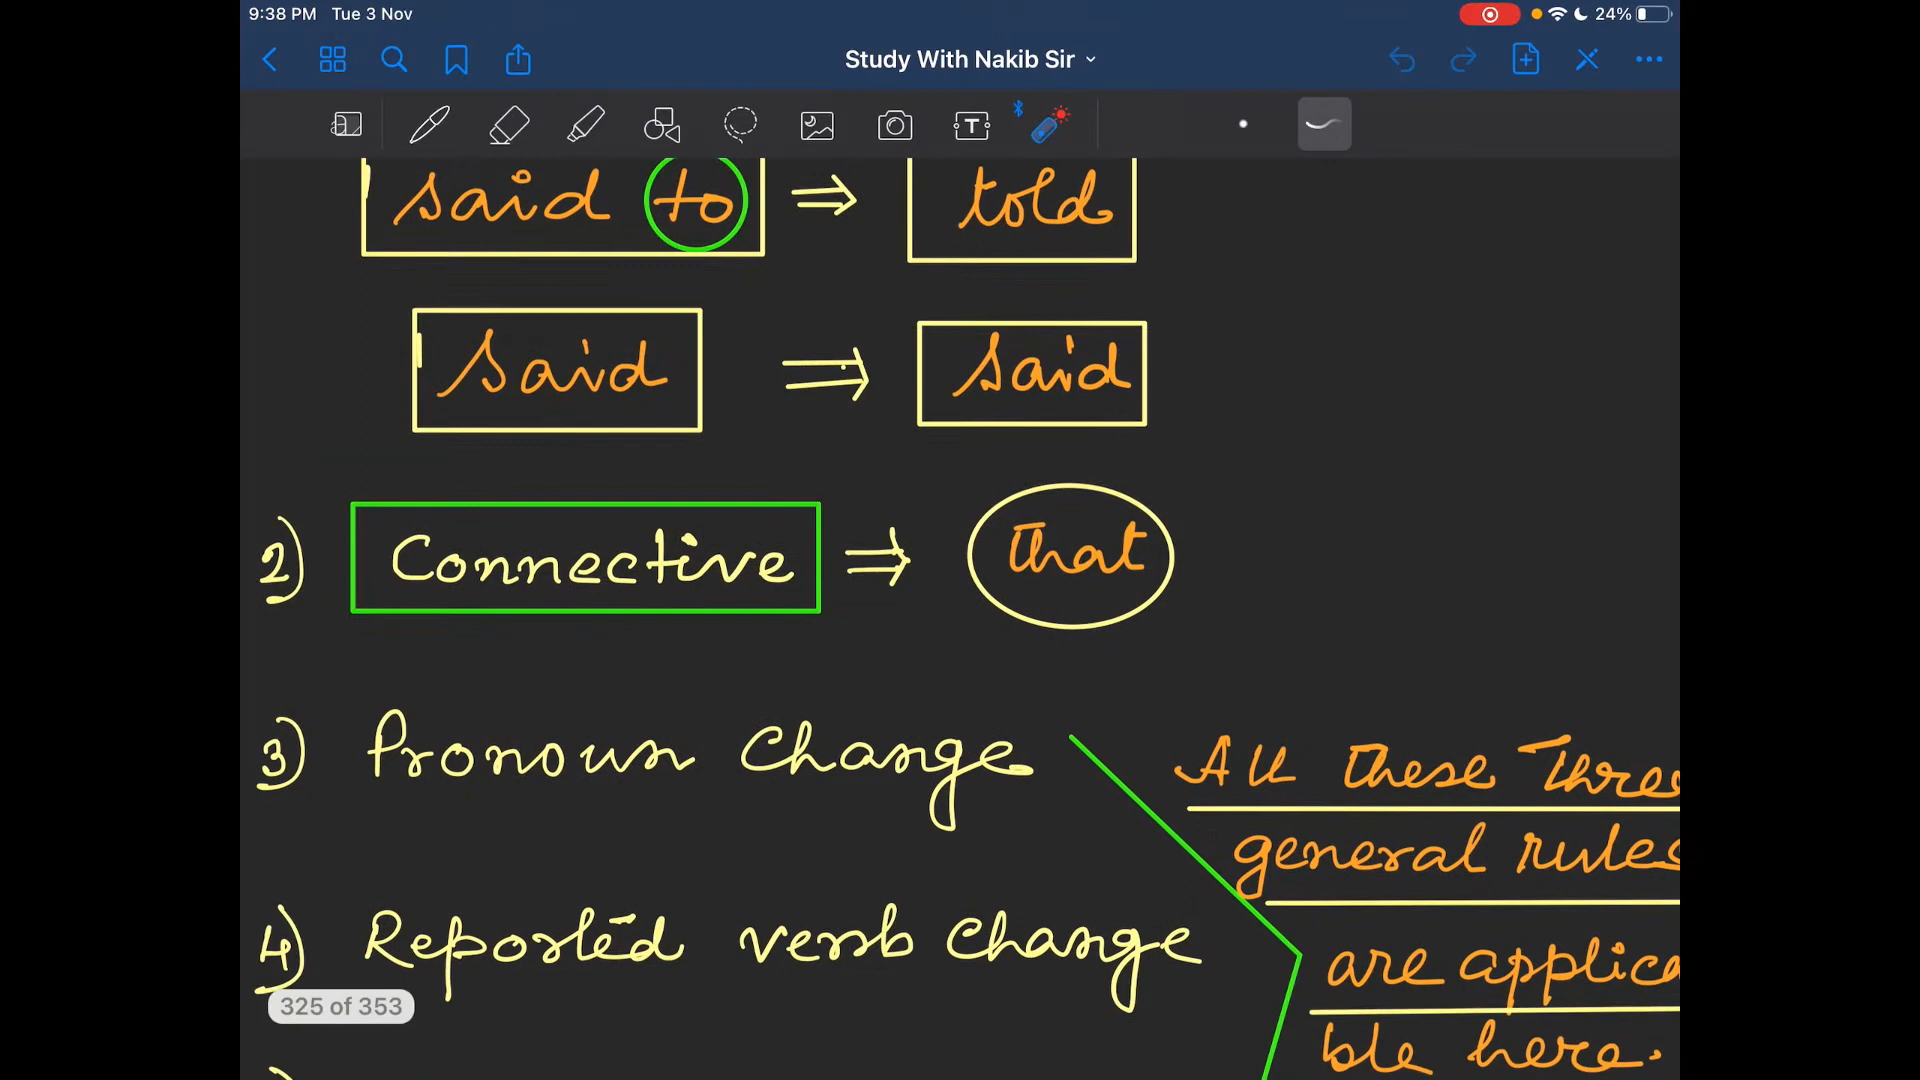 9:38 PM Tue 3 Nov
24%
Study With Nakib Sir
T
said to ⇒ told
said ⇒ said
2) Connective ⇒ that
3) Pronoun Change
All these three
general rules
4) Reported verb change
are applica
ble here.
325 of 353